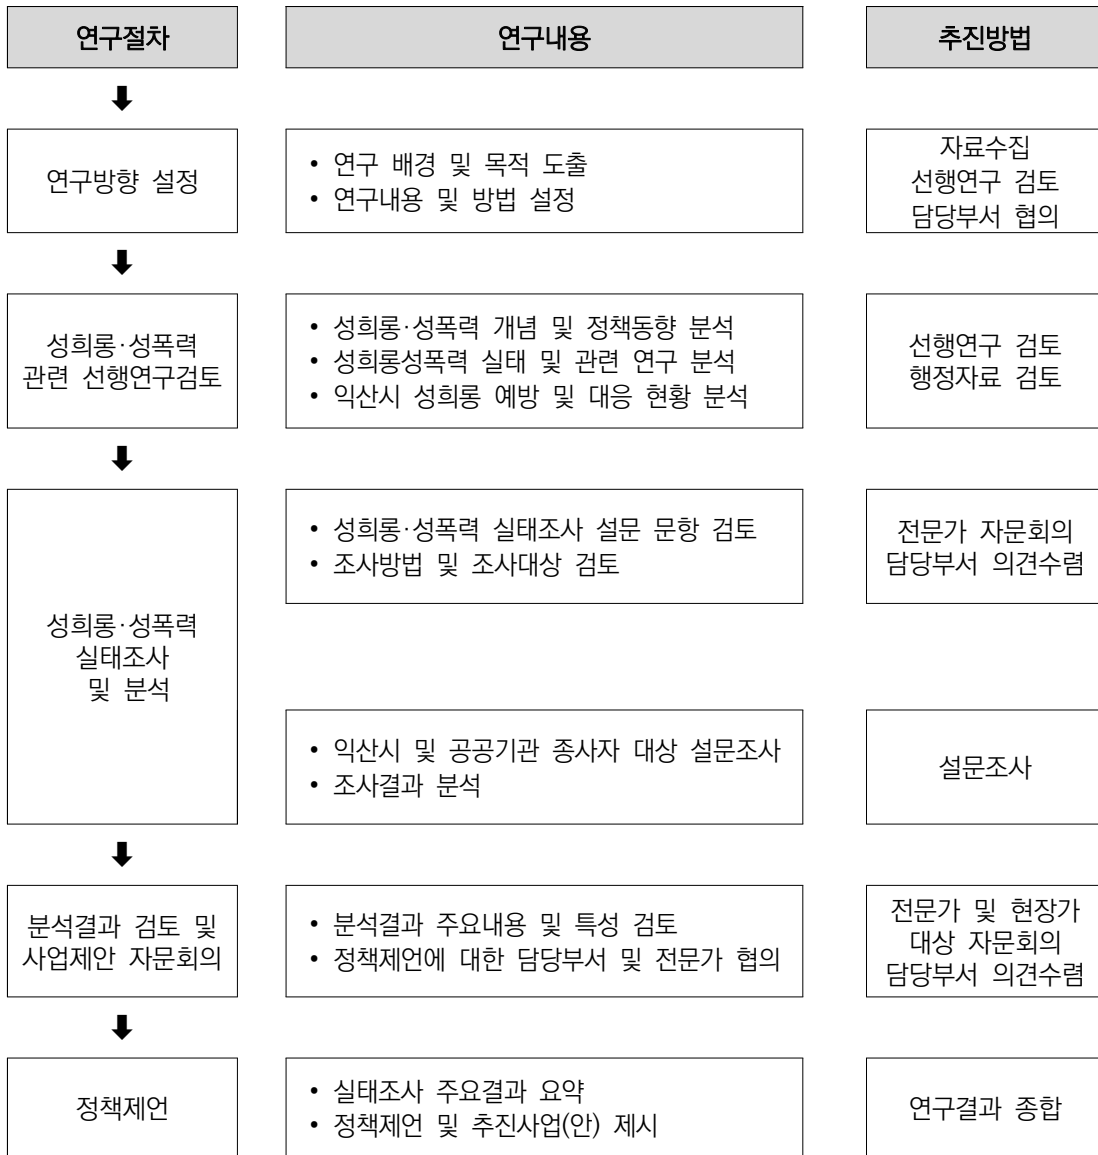 연구절차
연구내용
추진방법
연구방향 설정
• 연구 배경 및 목적 도출
• 연구내용 및 방법 설정
자료수집
선행연구 검토
담당부서 협의
성희롱·성폭력
관련 선행연구검토
• 성희롱·성폭력 개념 및 정책동향 분석
• 성희롱성폭력 실태 및 관련 연구 분석
• 익산시 성희롱 예방 및 대응 현황 분석
선행연구 검토
행정자료 검토
성희롱·성폭력
실태조사
및 분석
• 성희롱·성폭력 실태조사 설문 문항 검토
• 조사방법 및 조사대상 검토
전문가 자문회의
담당부서 의견수렴
• 익산시 및 공공기관 종사자 대상 설문조사
• 조사결과 분석
설문조사
분석결과 검토 및
사업제안 자문회의
• 분석결과 주요내용 및 특성 검토
• 정책제언에 대한 담당부서 및 전문가 협의
전문가 및 현장가
대상 자문회의
담당부서 의견수렴
정책제언
• 실태조사 주요결과 요약
• 정책제언 및 추진사업(안) 제시
연구결과 종합